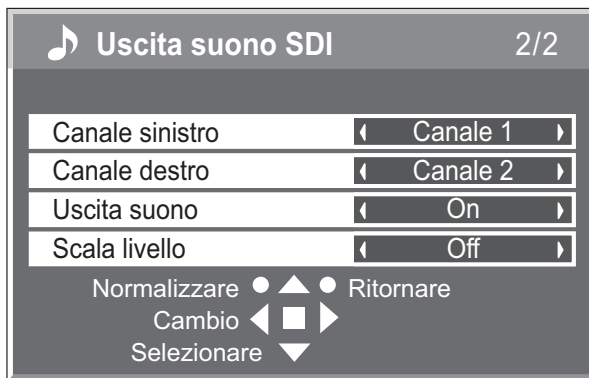 Uscita suono SDI 2/2
Canale sinistro Canale 1
Canale destro Canale 2
Uscita suono On
Scala livello Off
Normalizzare Ritornare
Cambio
Selezionare